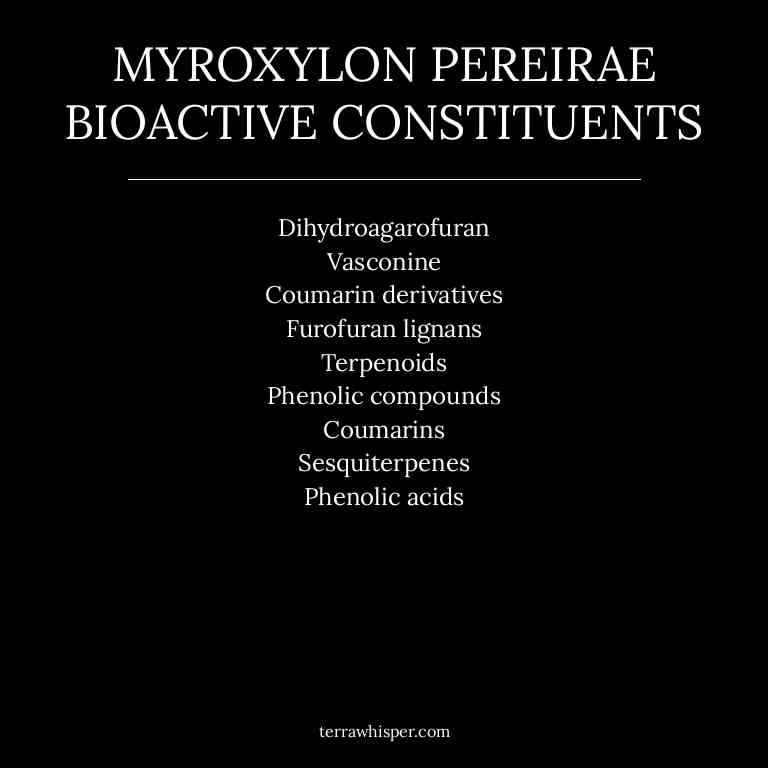 MYROXYLON PEREIRAE
BIOACTIVE CONSTITUENTS
Dihydroagarofuran
Vasconine
Coumarin derivatives
Furofuran lignans
Terpenoids
Phenolic compounds
Coumarins
Sesquiterpenes
Phenolic acids
terrawhisper.com